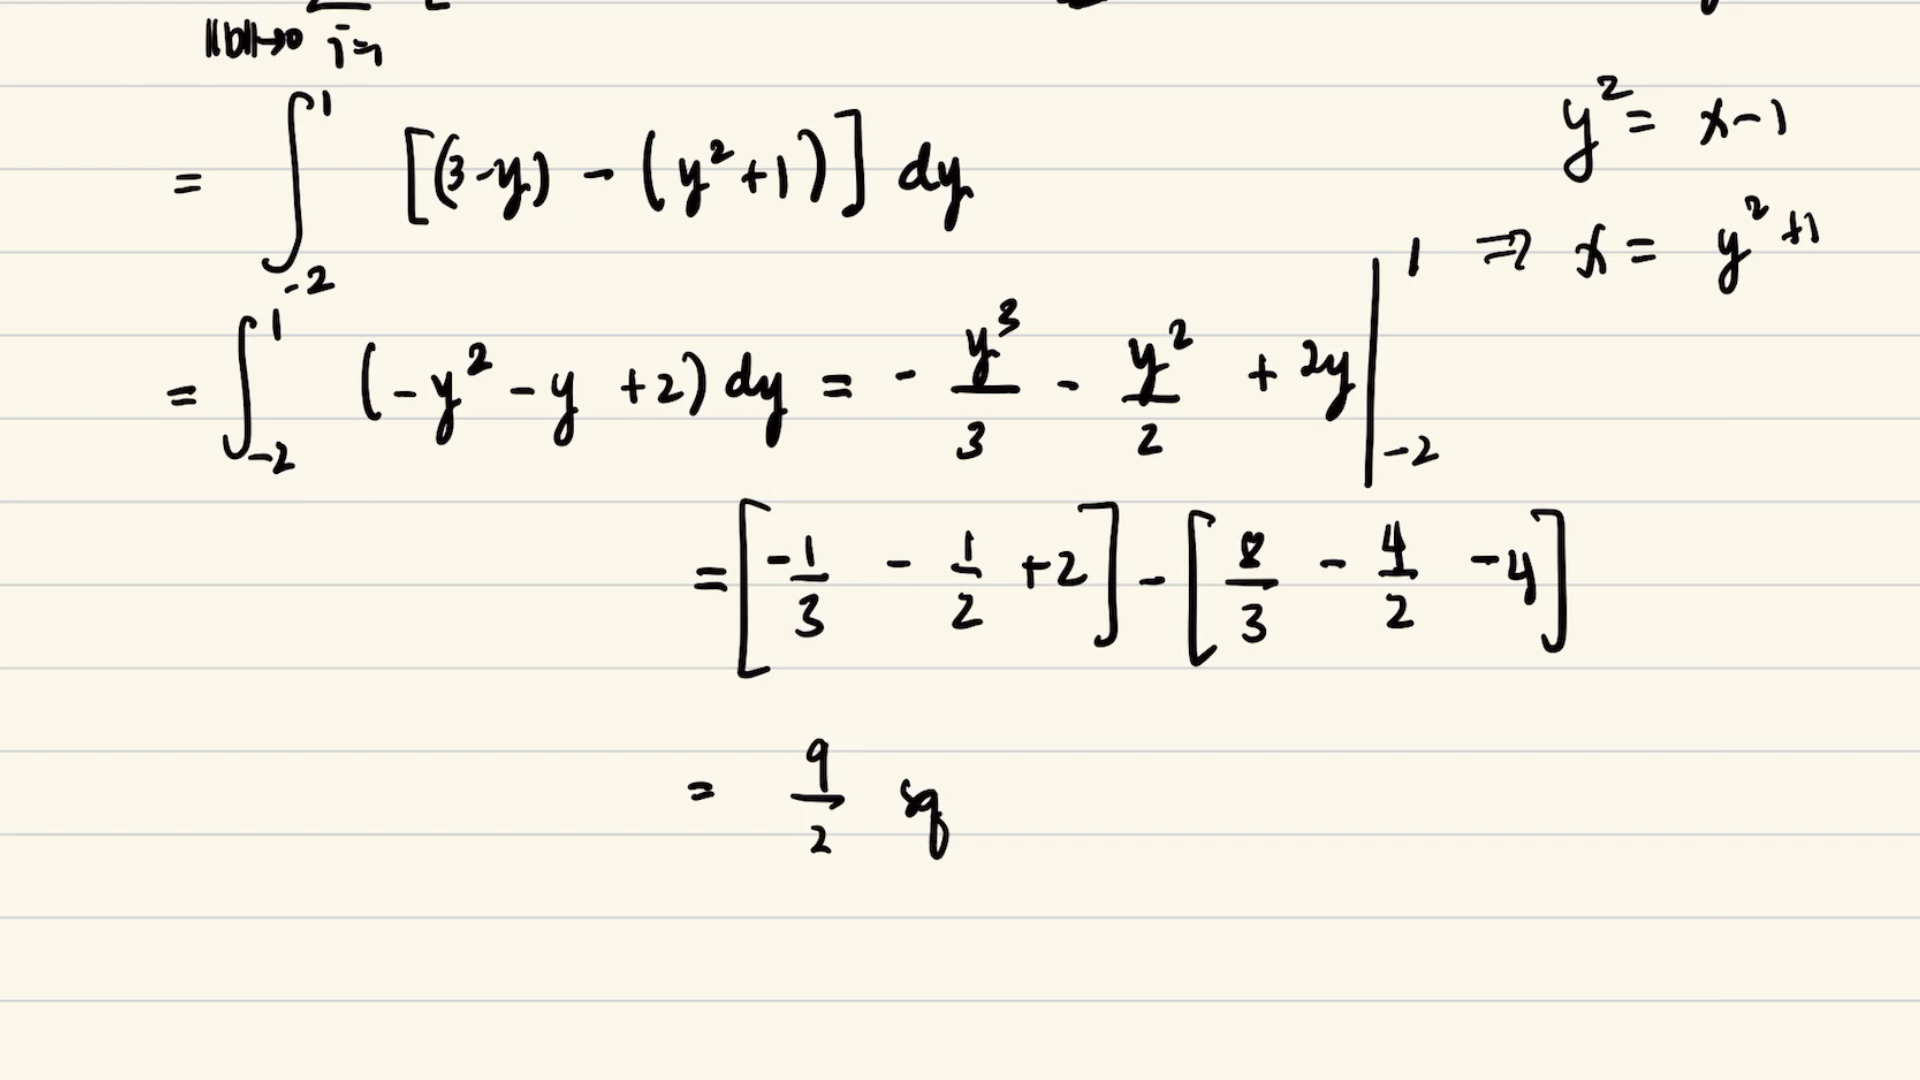 ||D||→0 i=1
= ∫_{-2}^{1} [(3-y) - (y²+1)] dy
y² = x-1
⇒ x = y²+1
= ∫_{-2}^{1} (-y² - y +2) dy = - y³/3 - y²/2 + 2y |_{-2}^{1}
= [-1/3 - 1/2 +2] - [8/3 - 4/2 -4]
= 9/2 sq